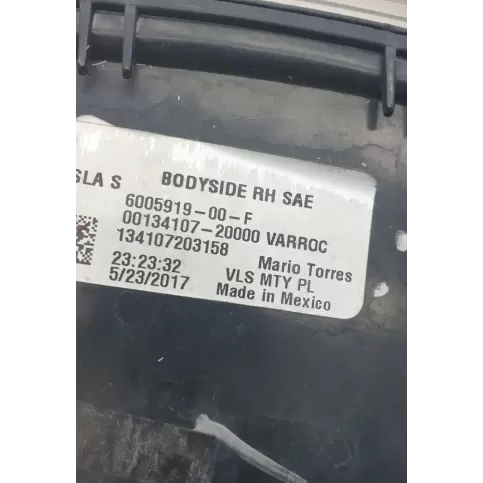 SLA S BODYSIDE RH SAE
6005919-00-F
00134107-20000 VARROC
134107203158
23:23:32 Mario Torres
5/23/2017 VLS MTY PL
Made in Mexico